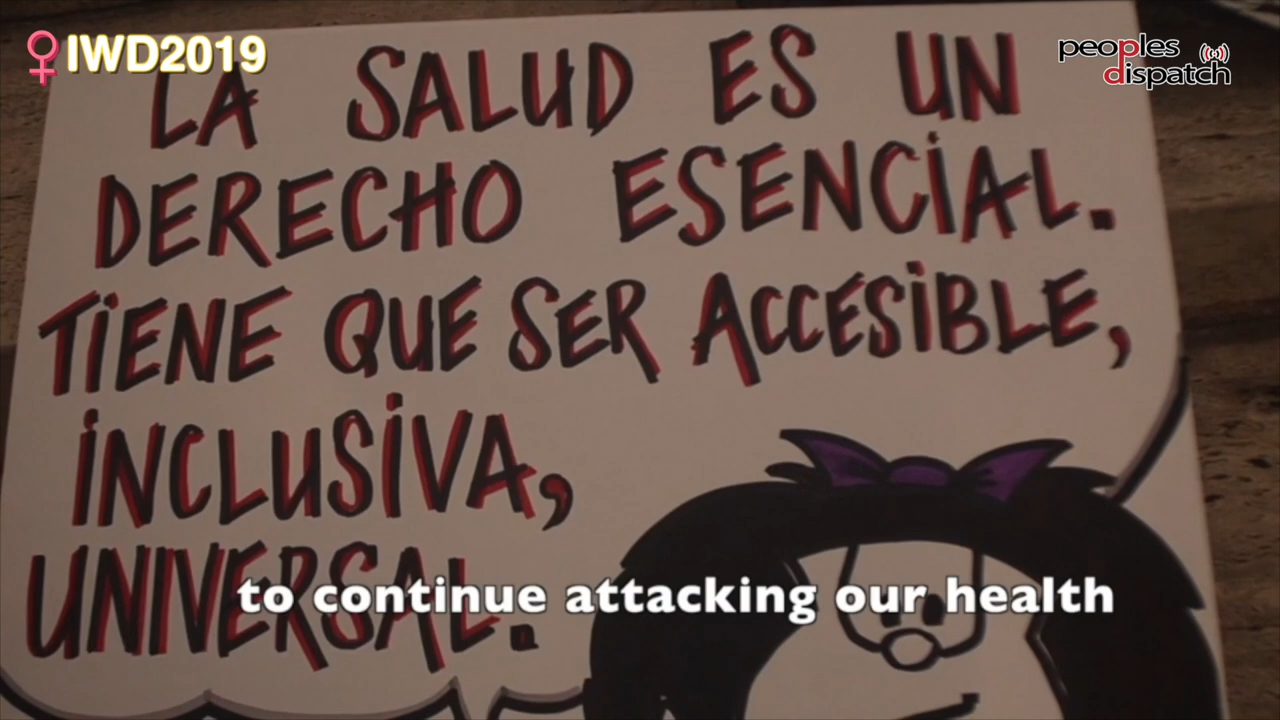 IWD2019
peoples
dispatch
LA SALUD ES UN
DERECHO ESENCIAL.
TIENE QUE SER ACCESIBLE,
INCLUSIVA,
UNIVERSAL.
to continue attacking our health